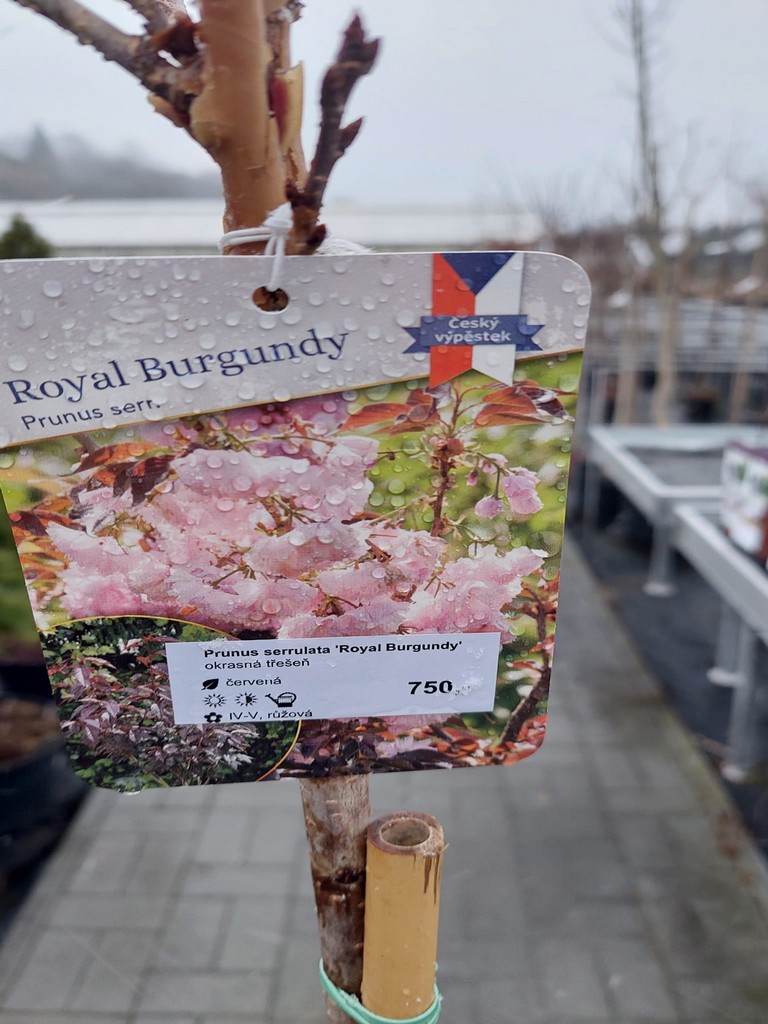 Český
výpěstek
Royal Burgundy
Prunus serr.
Prunus serrulata 'Royal Burgundy'
okrasná třešeň
červená
750
IV-V, růžová